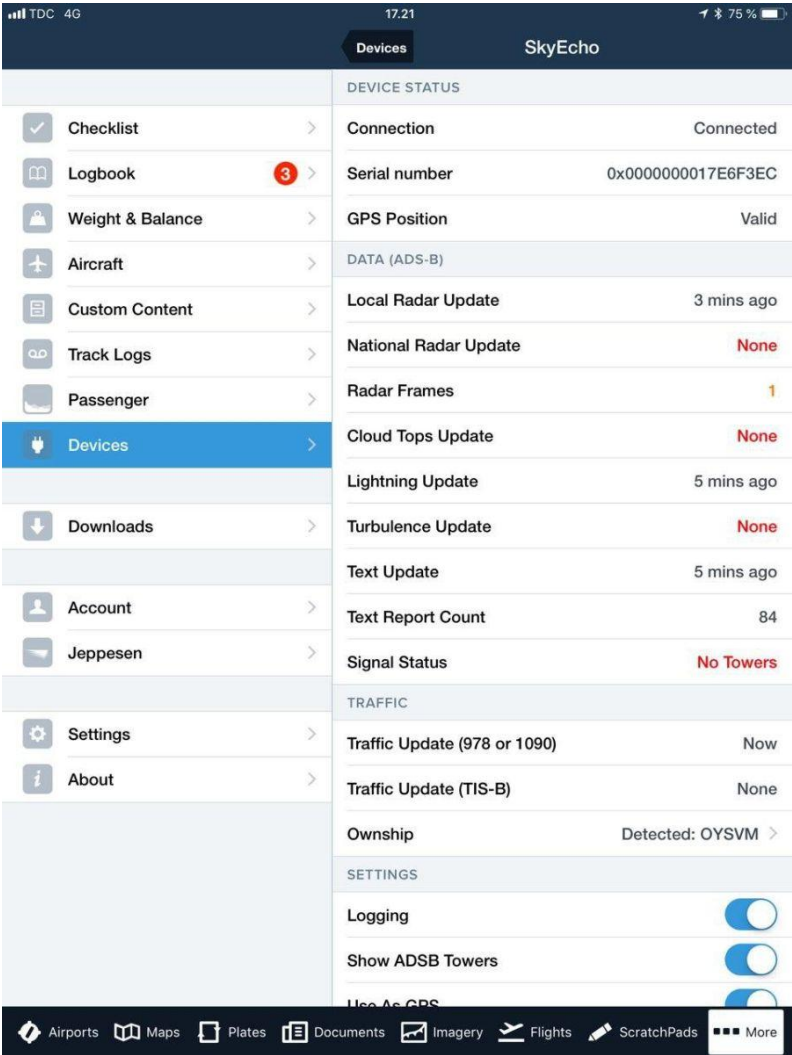 TDC 4G 17.21 75 %
Devices SkyEcho
DEVICE STATUS
Checklist
Connection Connected
Logbook 3
Serial number 0x0000000017E6F3EC
Weight & Balance
GPS Position Valid
Aircraft
DATA (ADS-B)
Custom Content
Local Radar Update 3 mins ago
Track Logs
National Radar Update None
Passenger
Radar Frames 1
Devices
Cloud Tops Update None
Lightning Update 5 mins ago
Downloads
Turbulence Update None
Text Update 5 mins ago
Account
Text Report Count 84
Jeppesen
Signal Status No Towers
TRAFFIC
Settings
Traffic Update (978 or 1090) Now
About
Traffic Update (TIS-B) None
Ownship Detected: OYSVM
SETTINGS
Logging
Show ADSB Towers
Use As GPS
Airports Maps Plates Documents Imagery Flights ScratchPads More